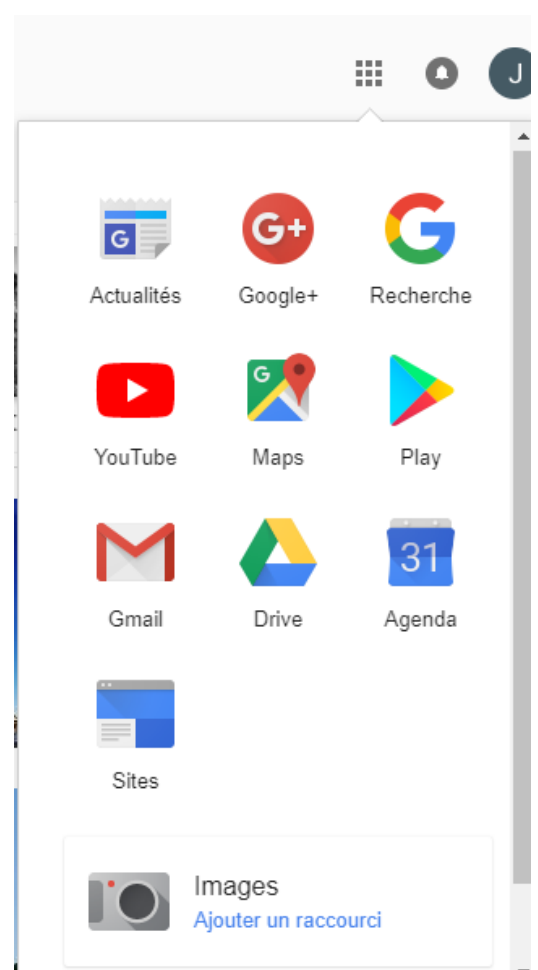 J
G
G+
Actualités Google+ Recherche
G
YouTube Maps Play
31
Gmail Drive Agenda
Sites
Images
Ajouter un raccourci